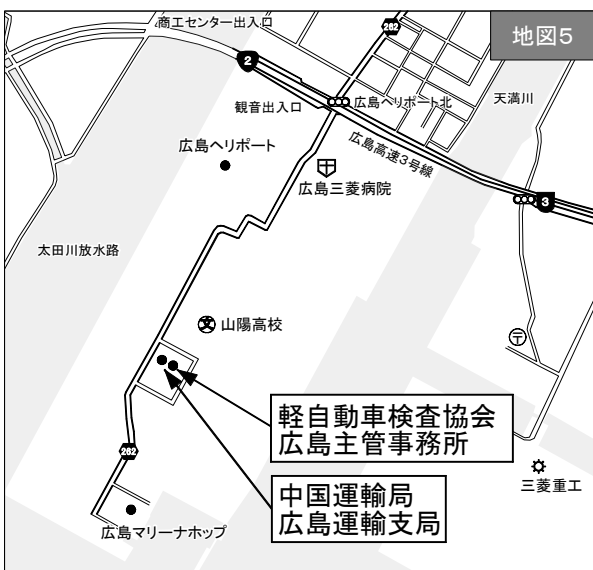 商工センター出入口
262
地図5
2
観音出入口
広島ヘリポート北
天満川
広島ヘリポート
広島高速3号線
広島三菱病院
3
太田川放水路
文
山陽高校
〒
軽自動車検査協会
広島主管事務所
262
中国運輸局
広島運輸支局
三菱重工
広島マリーナホップ